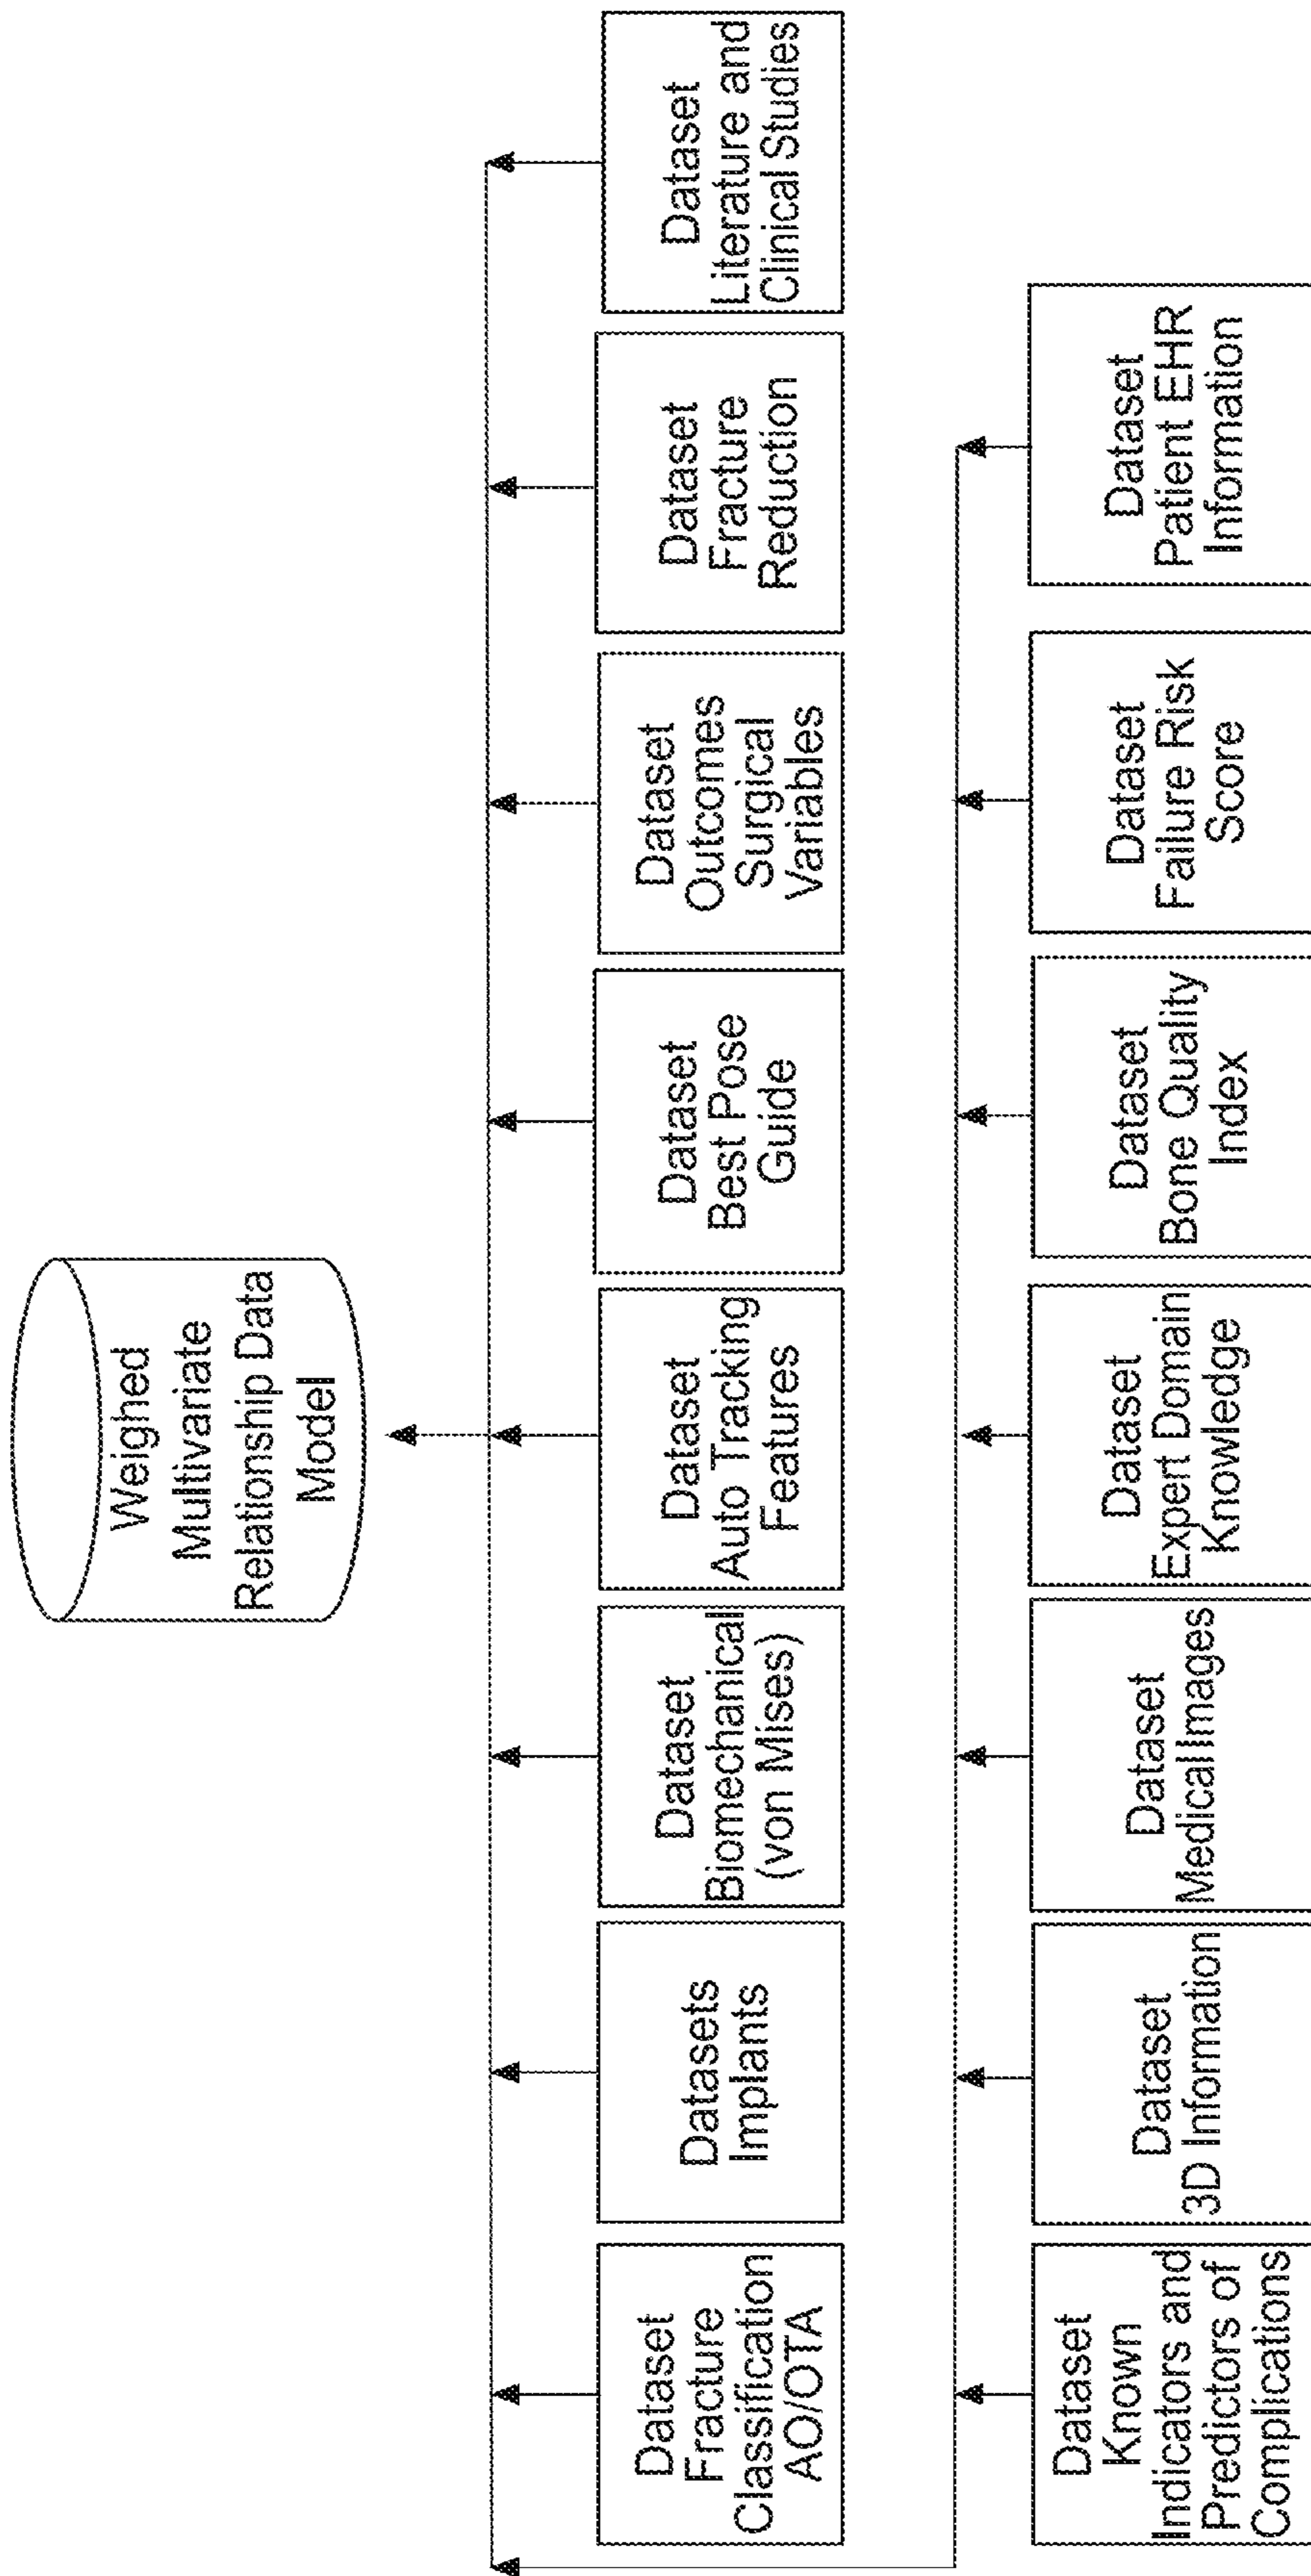 Weighed
Multivariate
Relationship Data
Model
Dataset
Fracture
Classification
AO/OTA
Datasets
Implants
Dataset
Biomechanical
(von Mises)
Dataset
Auto Tracking
Features
Dataset
Best Pose
Guide
Dataset
Outcomes
Surgical
Variables
Dataset
Fracture
Reduction
Dataset
Literature and
Clinical Studies
Dataset
Known
Indicators and
Predictors of
Complications
Dataset
3D Information
Dataset
Medical Images
Dataset
Expert Domain
Knowledge
Dataset
Bone Quality
Index
Dataset
Failure Risk
Score
Dataset
Patient EHR
Information